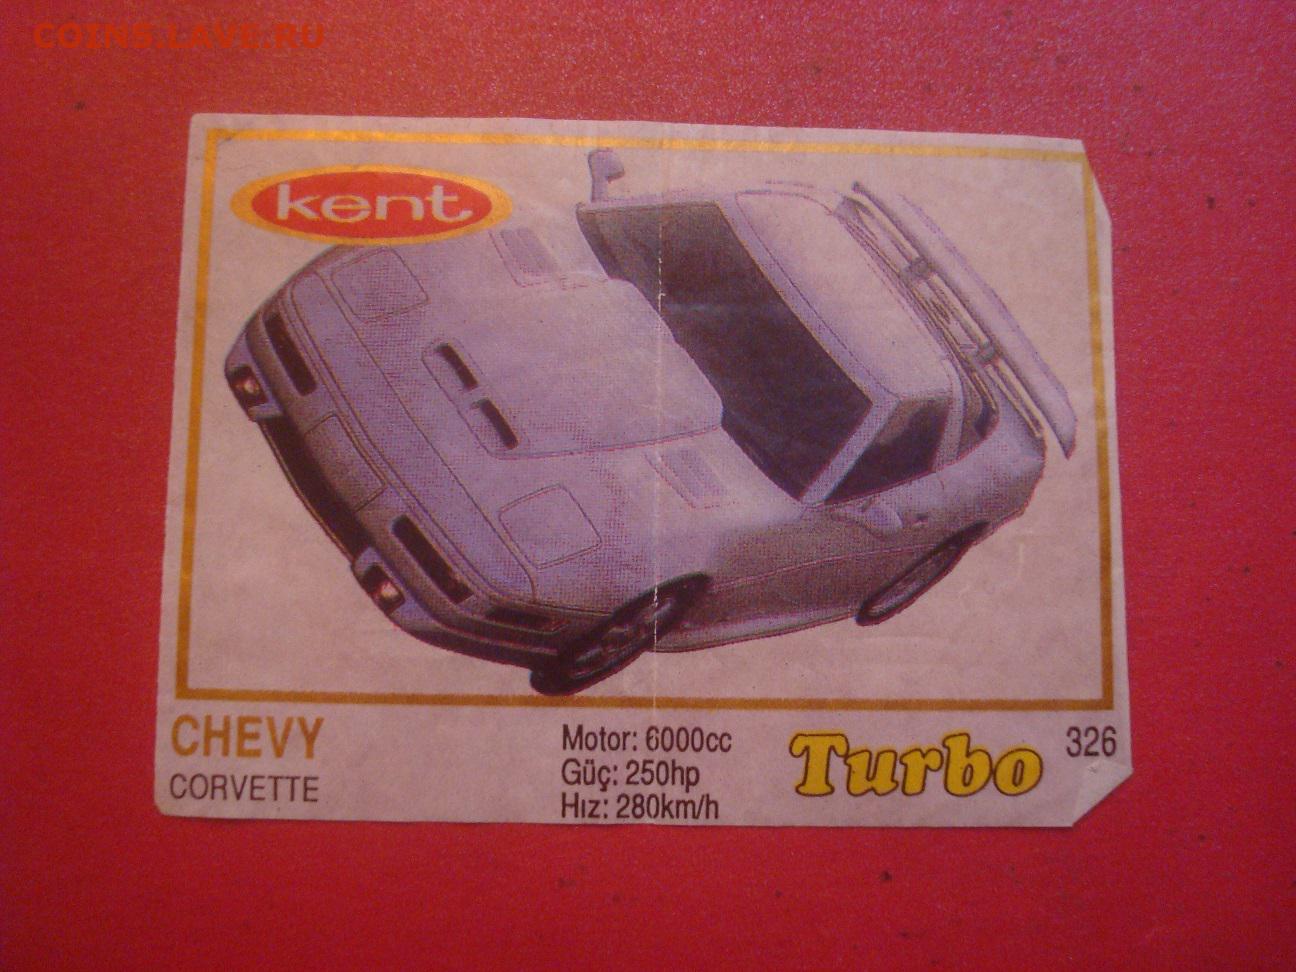 COINS.LAVE.RU
kent
CHEVY
CORVETTE
Motor: 6000cc
Güç: 250hp
Hız: 280km/h
Turbo
326